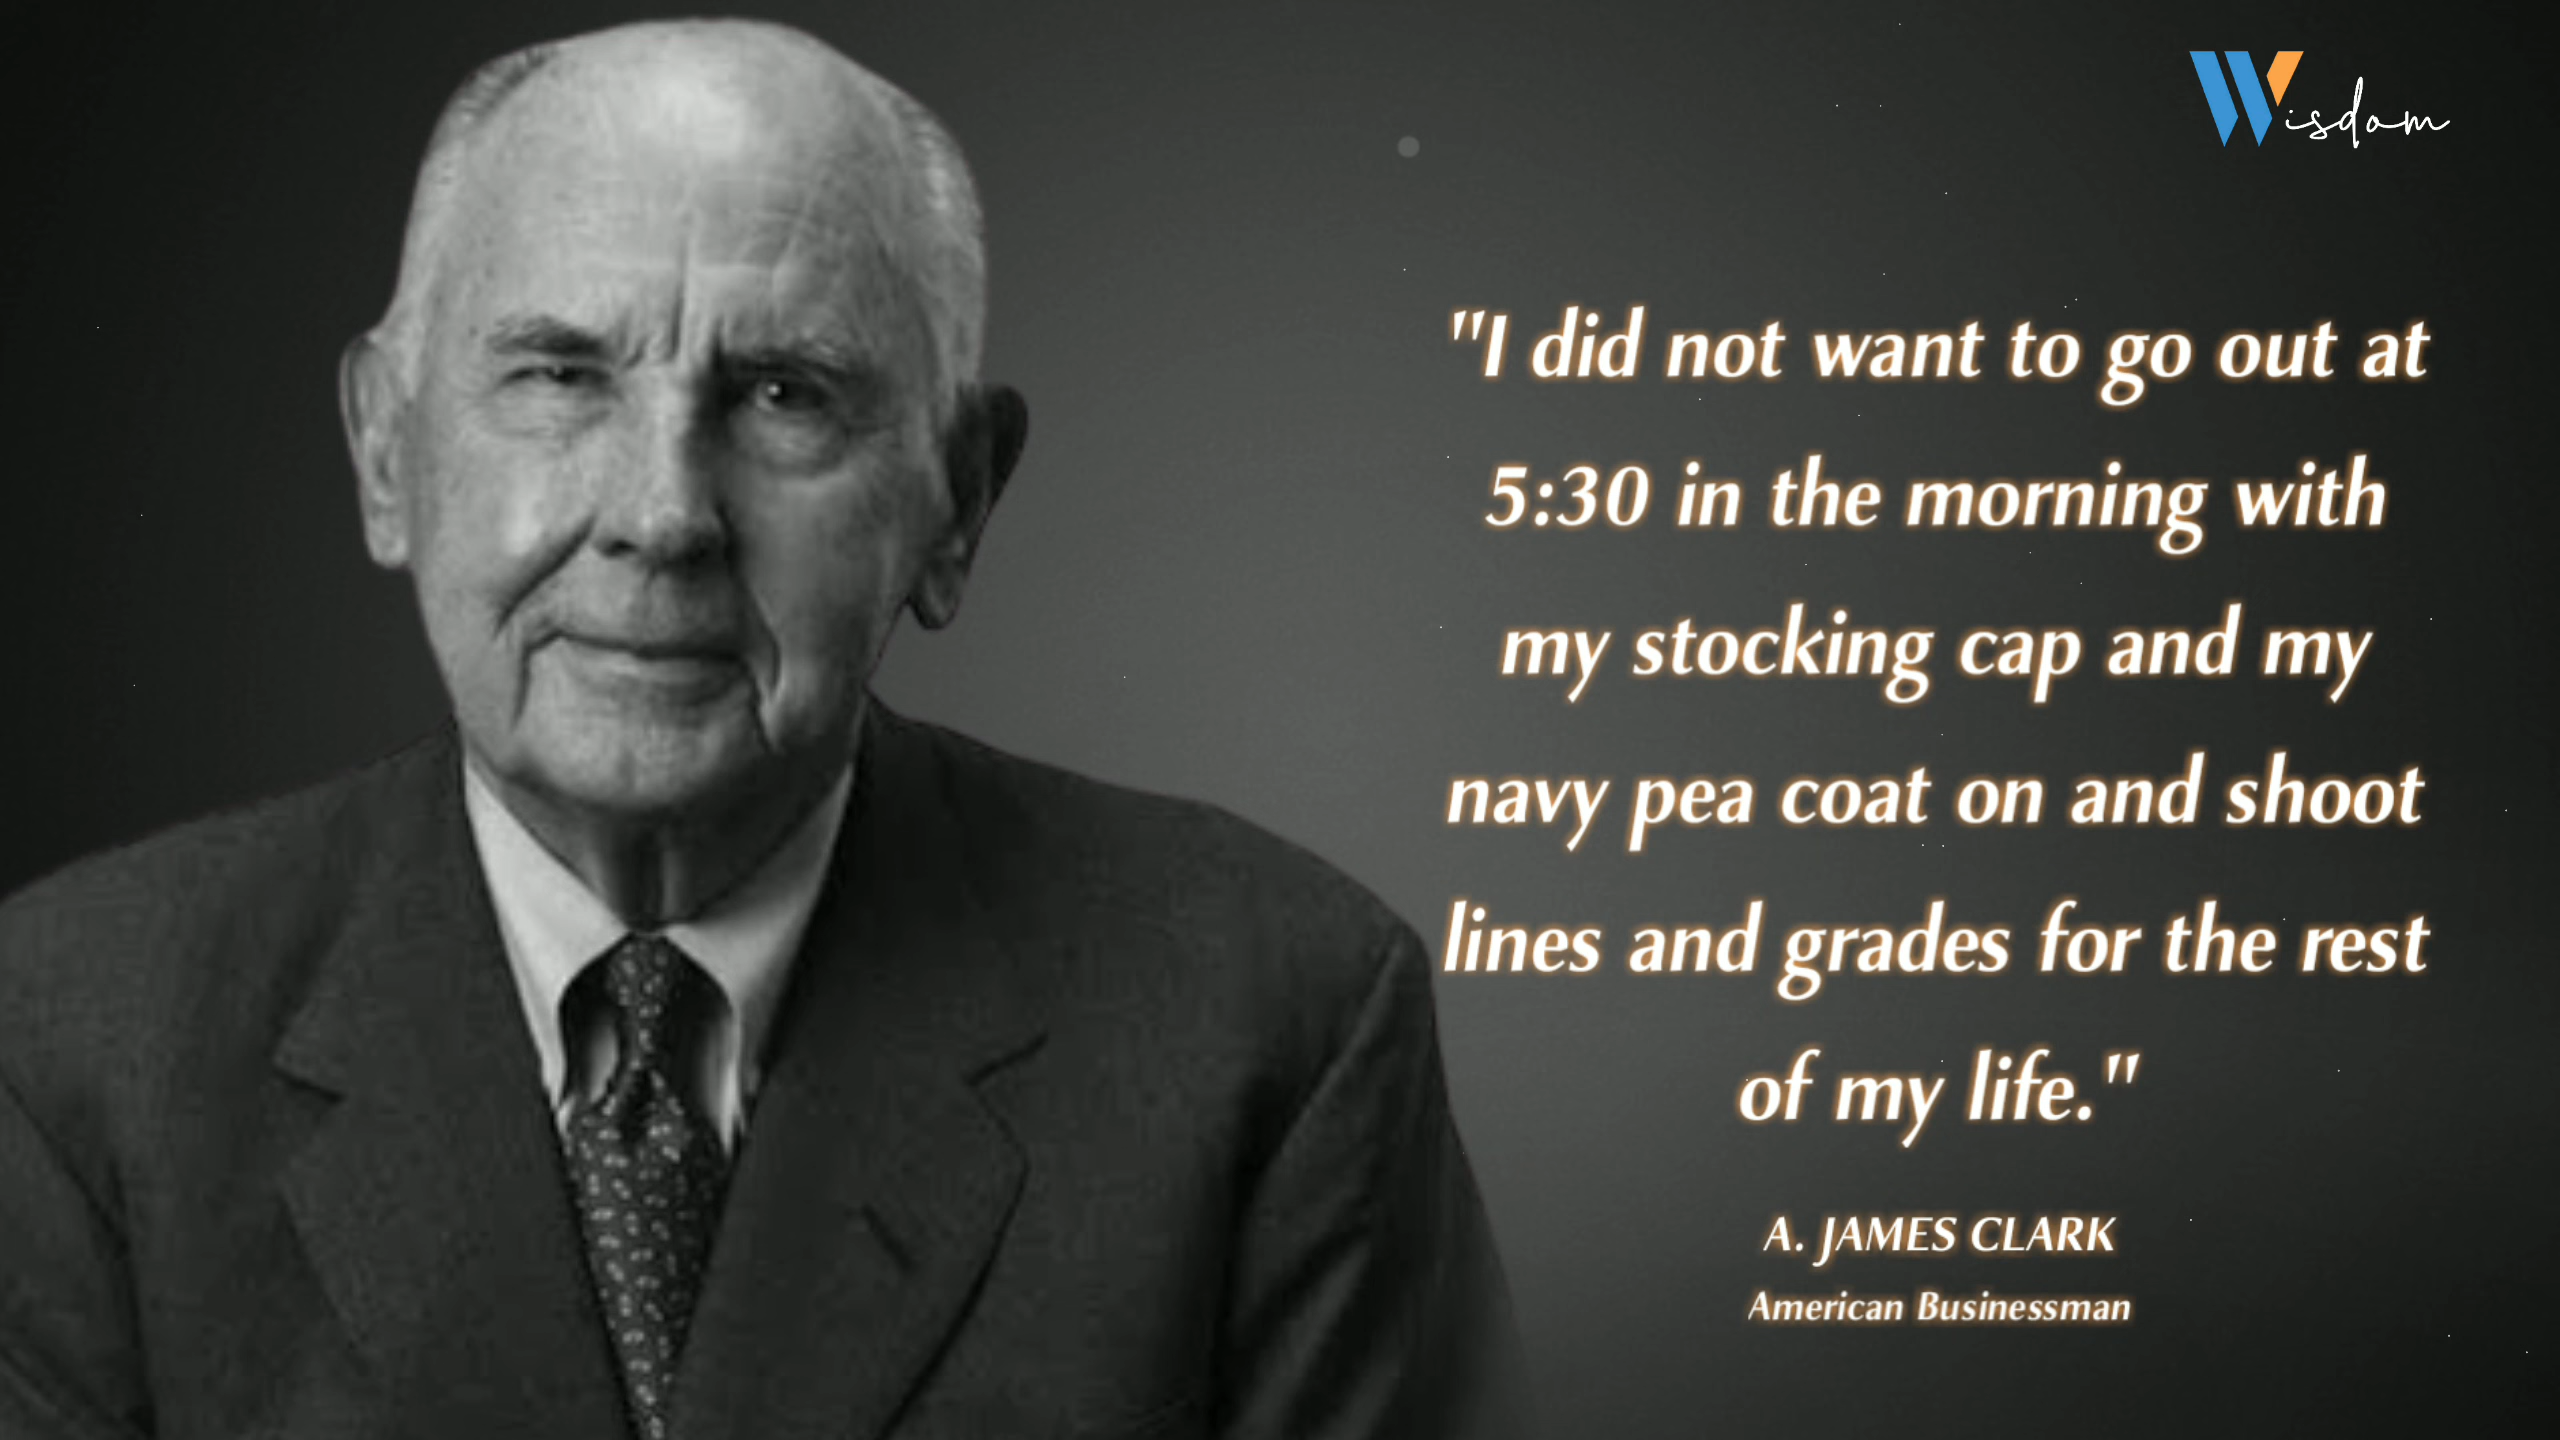 Wisdom
"I did not want to go out at
5:30 in the morning with
my stocking cap and my
navy pea coat on and shoot
lines and grades for the rest
of my life."
A. JAMES CLARK
American Businessman